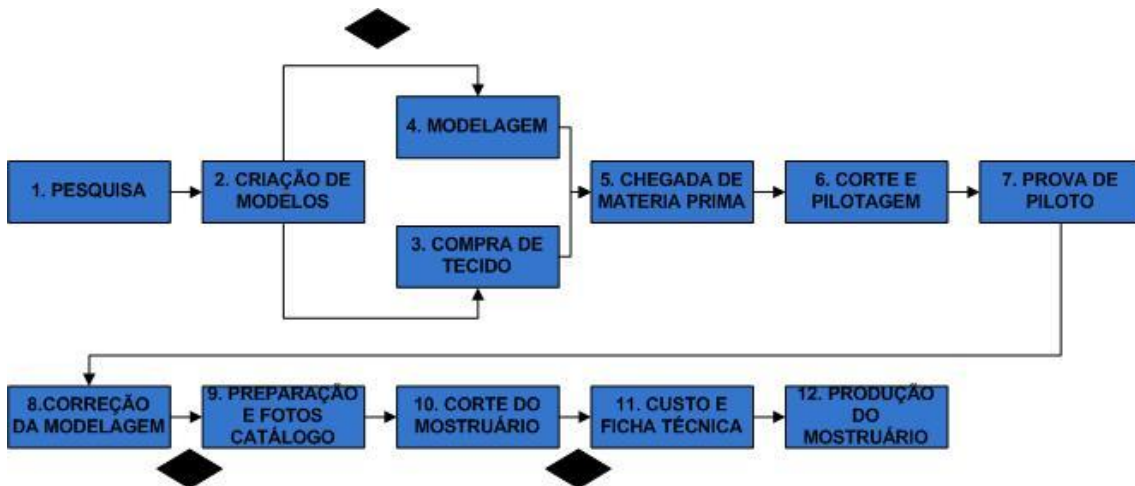 1. PESQUISA
2. CRIAÇÃO DE
MODELOS
3. COMPRA DE
TECIDO
4. MODELAGEM
5. CHEGADA DE
MATERIA PRIMA
6. CORTE E
PILOTAGEM
7. PROVA DE
PILOTO
8.CORREÇÃO
DA MODELAGEM
9. PREPARAÇÃO
E FOTOS
CATÁLOGO
10. CORTE DO
MOSTRUÁRIO
11. CUSTO E
FICHA TÉCNICA
12. PRODUÇÃO
DO
MOSTRUÁRIO